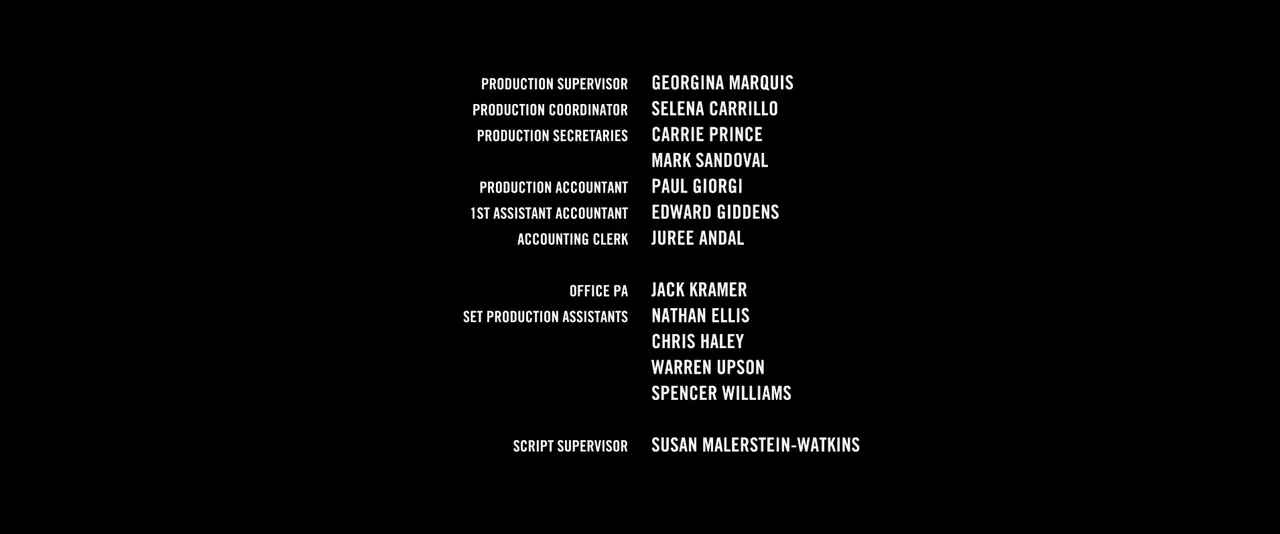 PRODUCTION SUPERVISOR GEORGINA MARQUIS
PRODUCTION COORDINATOR SELENA CARRILLO
PRODUCTION SECRETARIES CARRIE PRINCE
MARK SANDOVAL
PRODUCTION ACCOUNTANT PAUL GIORGI
1ST ASSISTANT ACCOUNTANT EDWARD GIDDENS
ACCOUNTING CLERK JUREE ANDAL
OFFICE PA JACK KRAMER
SET PRODUCTION ASSISTANTS NATHAN ELLIS
CHRIS HALEY
WARREN UPSON
SPENCER WILLIAMS
SCRIPT SUPERVISOR SUSAN MALERSTEIN-WATKINS